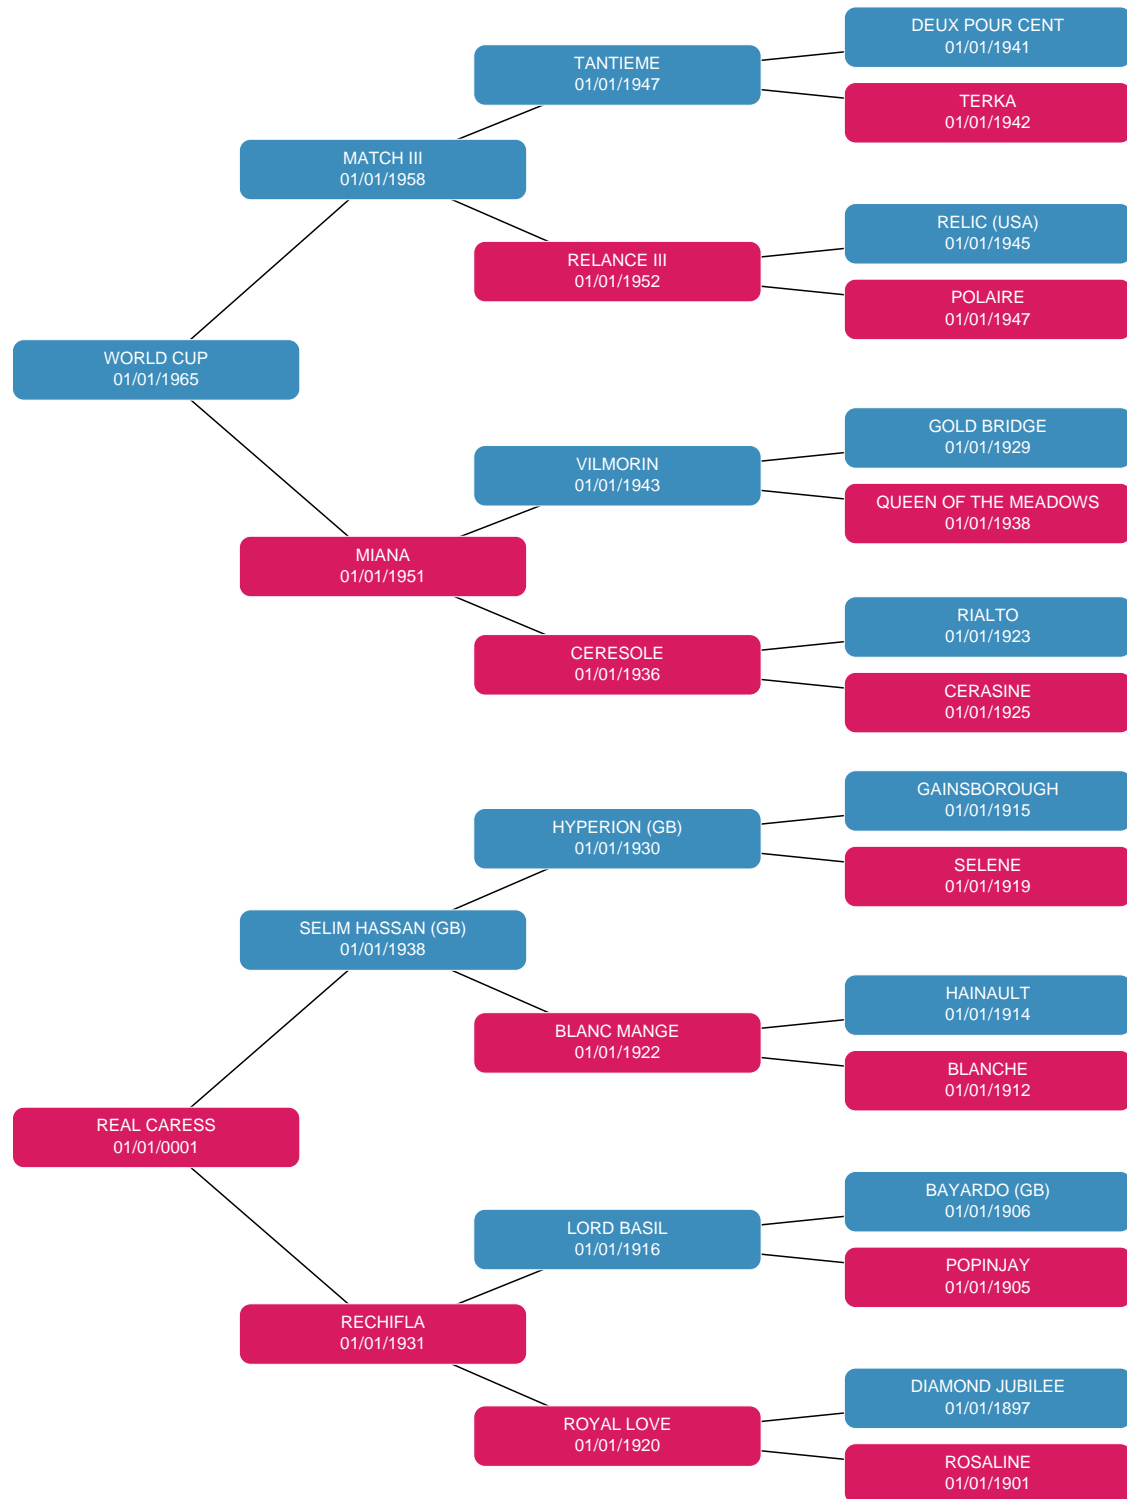 DEUX POUR CENT
01/01/1941
TANTIEME
01/01/1947
TERKA
01/01/1942
MATCH III
01/01/1958
RELIC (USA)
01/01/1945
RELANCE III
01/01/1952
POLAIRE
01/01/1947
WORLD CUP
01/01/1965
GOLD BRIDGE
01/01/1929
VILMORIN
01/01/1943
QUEEN OF THE MEADOWS
01/01/1938
MIANA
01/01/1951
RIALTO
01/01/1923
CERESOLE
01/01/1936
CERASINE
01/01/1925
GAINSBOROUGH
01/01/1915
HYPERION (GB)
01/01/1930
SELENE
01/01/1919
SELIM HASSAN (GB)
01/01/1938
HAINAULT
01/01/1914
BLANC MANGE
01/01/1922
BLANCHE
01/01/1912
REAL CARESS
01/01/0001
BAYARDO (GB)
01/01/1906
LORD BASIL
01/01/1916
POPINJAY
01/01/1905
RECHIFLA
01/01/1931
DIAMOND JUBILEE
01/01/1897
ROYAL LOVE
01/01/1920
ROSALINE
01/01/1901